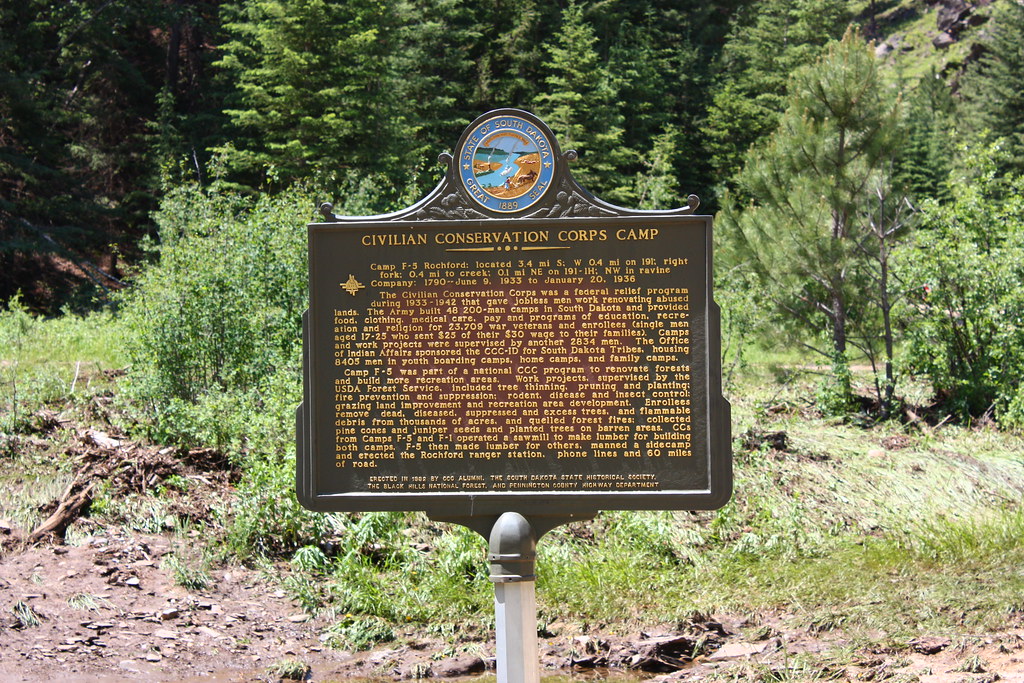 STATE OF SOUTH DAKOTA
GREAT SEAL
1889
CIVILIAN CONSERVATION CORPS CAMP
Camp F-5 Rochford; located 3.4 mi S; W 0.4 mi on 191; right
fork; 0.4 mi to creek; 0.1 mi NE on 191-1H; NW in ravine
Company: 1790--June 9, 1933 to January 20, 1936
The Civilian Conservation Corps was a federal relief program
during 1933-1942 that gave jobless men work renovating abused
lands. The Army built 48 200-man camps in South Dakota and provided
food, clothing, medical care, pay and programs of education, recre-
ation and religion for 23,709 war veterans and enrollees (single men
aged 17-25 who sent $25 of their $30 wage to their families). Camps
and work projects were supervised by another 2834 men. The Office
of Indian Affairs sponsored the CCC-ID for South Dakota Tribes, housing
8405 men in youth boarding camps, home camps, and family camps.
Camp F-5 was part of a national CCC program to renovate forests
and build more recreation areas. Work projects, supervised by the
USDA Forest Service, included tree thinning, pruning and planting;
fire prevention and suppression; rodent, disease and insect control;
grazing land improvement and recreation area development. Enrollees
remove dead, diseased, suppressed and excess trees, and flammable
debris from thousands of acres, and quelled forest fires; collected
pine cones and juniper seeds and planted trees on barren areas. CCs
from Camps F-5 and F-1 operated a sawmill to make lumber for building
both camps. F-5 then made lumber for others, manned a sidecamp
and erected the Rochford ranger station, phone lines and 60 miles
of road.
ERECTED IN 1989 BY CCC ALUMNI, THE SOUTH DAKOTA STATE HISTORICAL SOCIETY,
THE BLACK HILLS NATIONAL FOREST, AND PENNINGTON COUNTY HIGHWAY DEPARTMENT